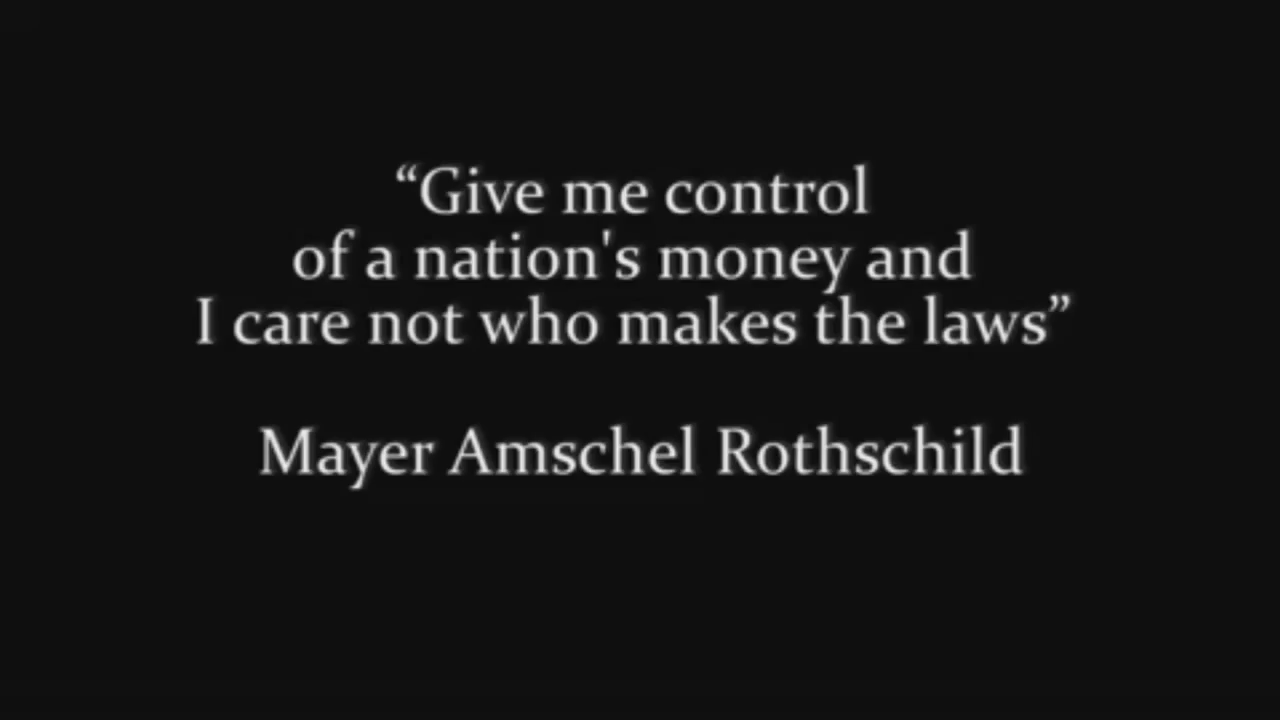 “Give me control
of a nation's money and
I care not who makes the laws”
Mayer Amschel Rothschild